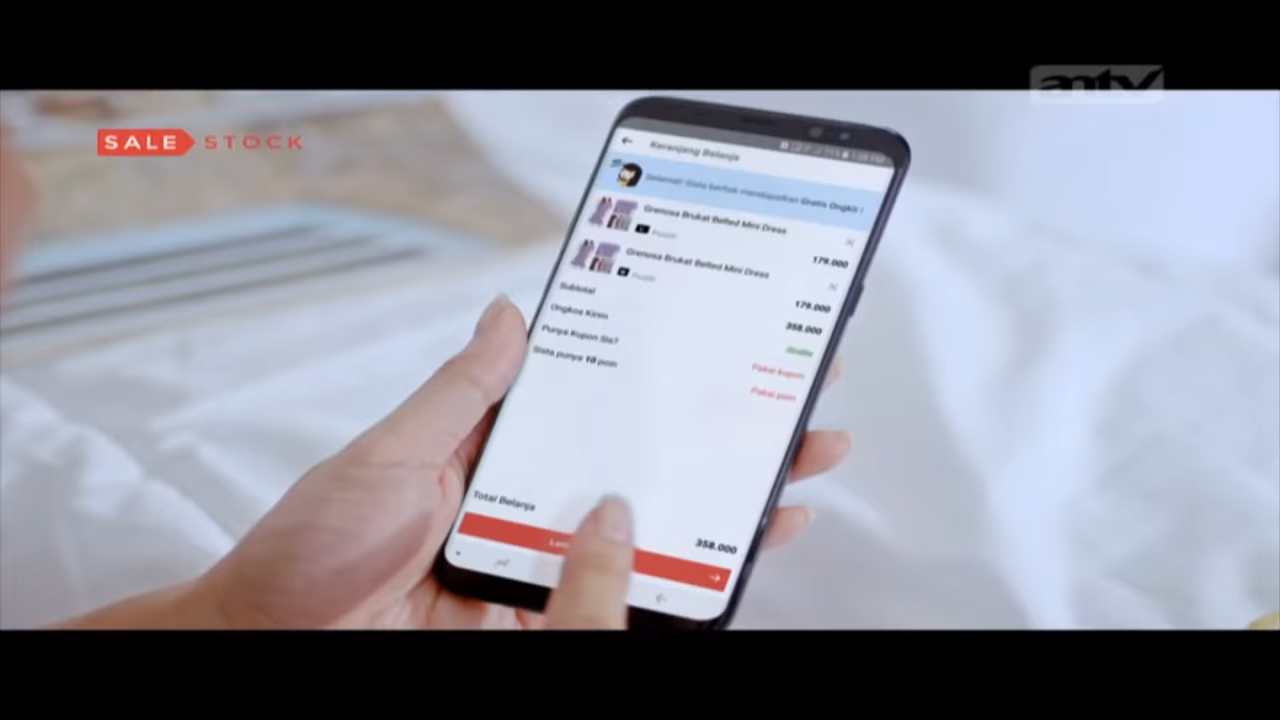 antv
SALE STOCK
Keranjang Belanja
Selamat! Sista berhak mendapatkan Gratis Ongkir!
Grenosa Brukat Belted Mini Dress
179.000
Purple
Grenosa Brukat Belted Mini Dress
179.000
Purple
Subtotal 358.000
Ongkos Kirim Gratis
Punya Kupon Sis? Pakai kupon
Sista punya 10 poin Pakai poin
Total Belanja 358.000